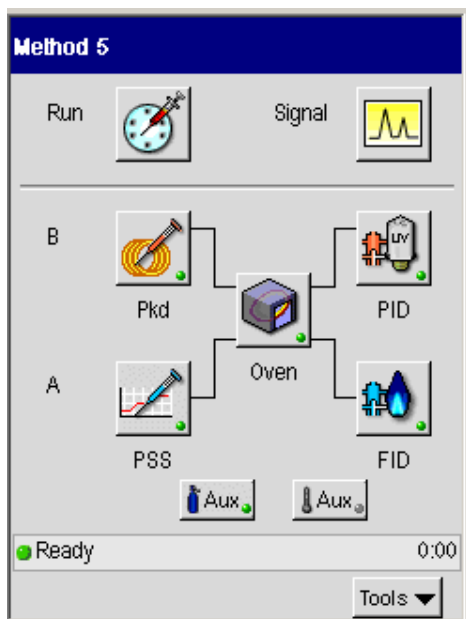 Method 5
Run Signal
B
UV
Pkd PID
Oven
A
PSS FID
Aux Aux
Ready 0:00
Tools